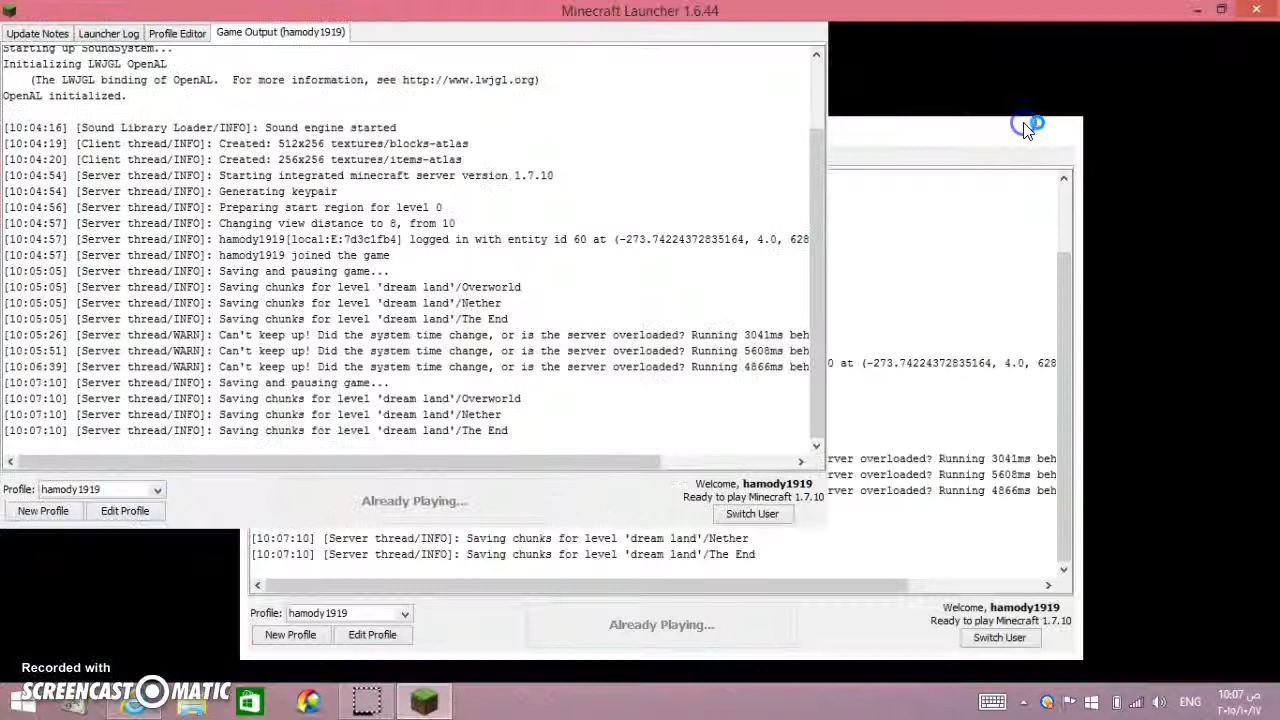 Minecraft Launcher 1.6.44
Update Notes Launcher Log Profile Editor Game Output (hamody1919)
Starting up SoundSystem...
Initializing LWJGL OpenAL
(The LWJGL binding of OpenAL.  For more information, see http://www.lwjgl.org)
OpenAL initialized.
[10:04:16] [Sound Library Loader/INFO]: Sound engine started
[10:04:19] [Client thread/INFO]: Created: 512x256 textures/blocks-atlas
[10:04:20] [Client thread/INFO]: Created: 256x256 textures/items-atlas
[10:04:54] [Server thread/INFO]: Starting integrated minecraft server version 1.7.10
[10:04:54] [Server thread/INFO]: Generating keypair
[10:04:56] [Server thread/INFO]: Preparing start region for level 0
[10:04:57] [Server thread/INFO]: Changing view distance to 8, from 10
[10:04:57] [Server thread/INFO]: hamody1919[local:E:7d3c1fb4] logged in with entity id 60 at (-273.74224372835164, 4.0, 628
[10:04:57] [Server thread/INFO]: hamody1919 joined the game
[10:05:05] [Server thread/INFO]: Saving and pausing game...
[10:05:05] [Server thread/INFO]: Saving chunks for level 'dream land'/Overworld
[10:05:05] [Server thread/INFO]: Saving chunks for level 'dream land'/Nether
[10:05:05] [Server thread/INFO]: Saving chunks for level 'dream land'/The End
[10:05:26] [Server thread/WARN]: Can't keep up! Did the system time change, or is the server overloaded? Running 3041ms beh
[10:05:51] [Server thread/WARN]: Can't keep up! Did the system time change, or is the server overloaded? Running 5608ms beh
[10:06:39] [Server thread/WARN]: Can't keep up! Did the system time change, or is the server overloaded? Running 4866ms beh
[10:07:10] [Server thread/INFO]: Saving and pausing game...
[10:07:10] [Server thread/INFO]: Saving chunks for level 'dream land'/Overworld
[10:07:10] [Server thread/INFO]: Saving chunks for level 'dream land'/Nether
[10:07:10] [Server thread/INFO]: Saving chunks for level 'dream land'/The End
Profile: hamody1919
New Profile Edit Profile
Already Playing...
Welcome, hamody1919
Ready to play Minecraft 1.7.10
Switch User
0 at (-273.74224372835164, 4.0, 628
rver overloaded? Running 3041ms beh
rver overloaded? Running 5608ms beh
rver overloaded? Running 4866ms beh
[10:07:10] [Server thread/INFO]: Saving chunks for level 'dream land'/Nether
[10:07:10] [Server thread/INFO]: Saving chunks for level 'dream land'/The End
Profile: hamody1919
New Profile Edit Profile
Already Playing...
Welcome, hamody1919
Ready to play Minecraft 1.7.10
Switch User
Recorded with
SCREENCAST MATIC
ENG
10:07 ص